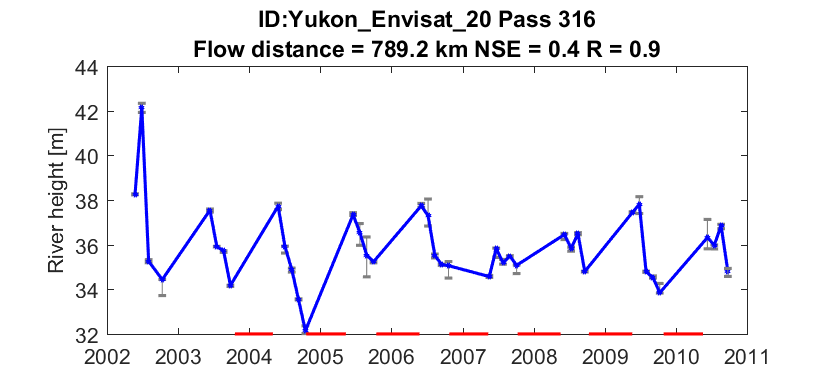 ID:Yukon_Envisat_20 Pass 316
Flow distance = 789.2 km NSE = 0.4 R = 0.9
44
42
40
38
36
34
32
River height [m]
2002 2003 2004 2005 2006 2007 2008 2009 2010 2011